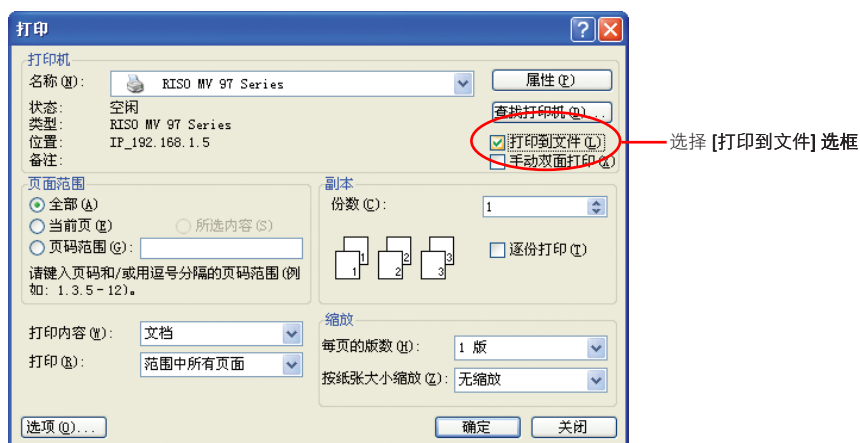 打印
打印机
名称(N): RISO MV 97 Series 属性(P)
状态: 空闲 查找打印机(D)...
类型: RISO MV 97 Series
位置: IP_192.168.1.5 打印到文件(L) 选择 [打印到文件] 选框
备注: 手动双面打印(X)
页面范围 副本
全部(A) 份数(C): 1
当前页(E) 所选内容(S)
页码范围(G): 逐份打印(T)
1 1 2 2 3 3
请键入页码和/或用逗号分隔的页码范围(例
如: 1.3.5-12)。
缩放
打印内容(W): 文档 每页的版数(H): 1 版
打印(R): 范围中所有页面 按纸张大小缩放(Z): 无缩放
选项(O)... 确定 关闭